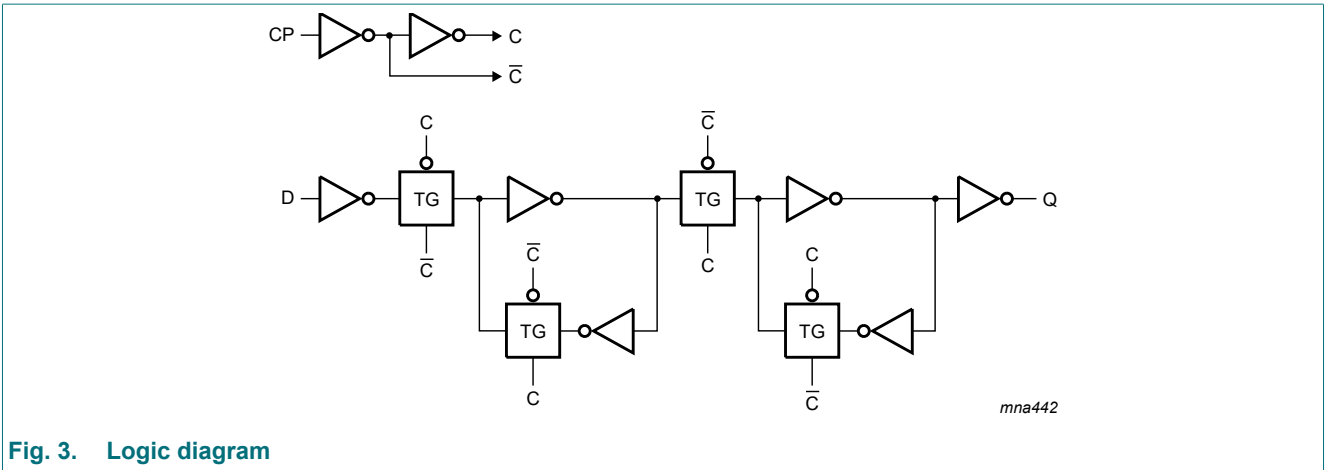 CP
C
C̅
C
C̅
D
TG
TG
Q
C̅
C̅
C
C
TG
TG
C
C̅
mna442
Fig. 3. Logic diagram